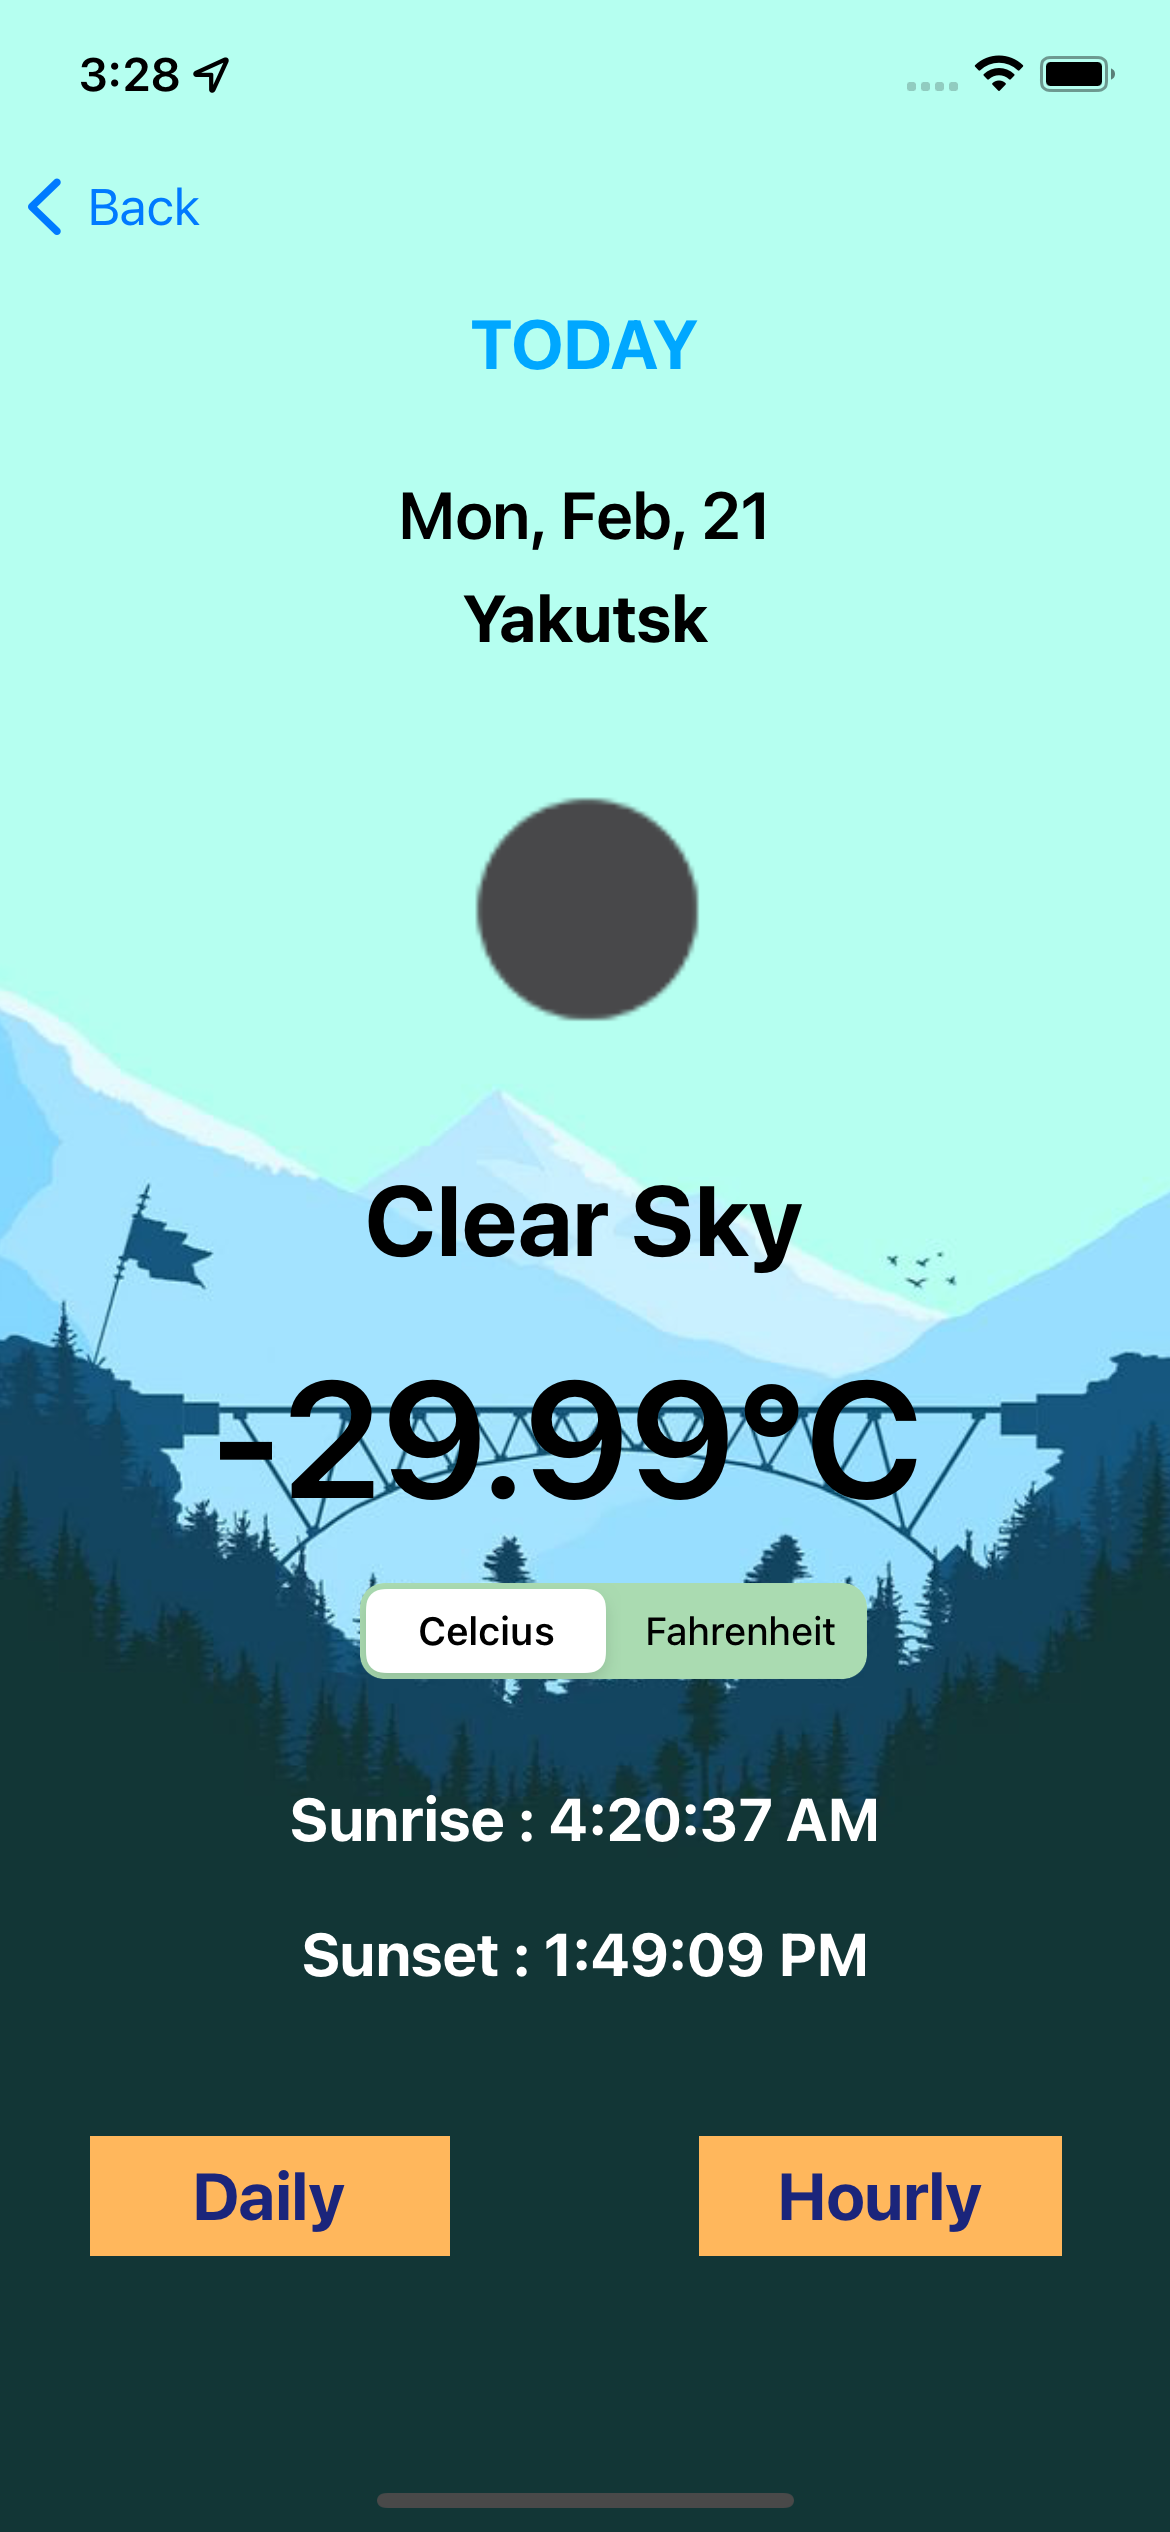 3:28
Back
TODAY
Mon, Feb, 21
Yakutsk
Clear Sky
-29.99°C
Celcius Fahrenheit
Sunrise : 4:20:37 AM
Sunset : 1:49:09 PM
Daily Hourly